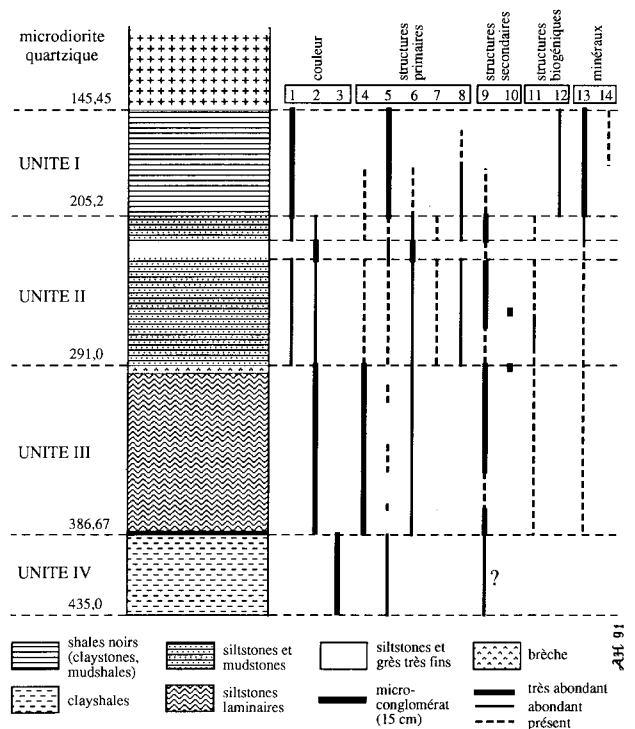 microdiorite
quartzique
145,45
couleur
structures
primaires
structures
secondaires
structures
biogéniques
minéraux
1 2 3 4 5 6 7 8 9 10 11 12 13 14
UNITE I
205,2
UNITE II
291,0
UNITE III
386,67
UNITE IV
?
435,0
shales noirs
(claystones,
mudshales)
siltstones et
mudstones
siltstones et
grès très fins
brèche
clayshales
siltstones
laminaires
micro-
conglomérat
(15 cm)
très abondant
abondant
présent